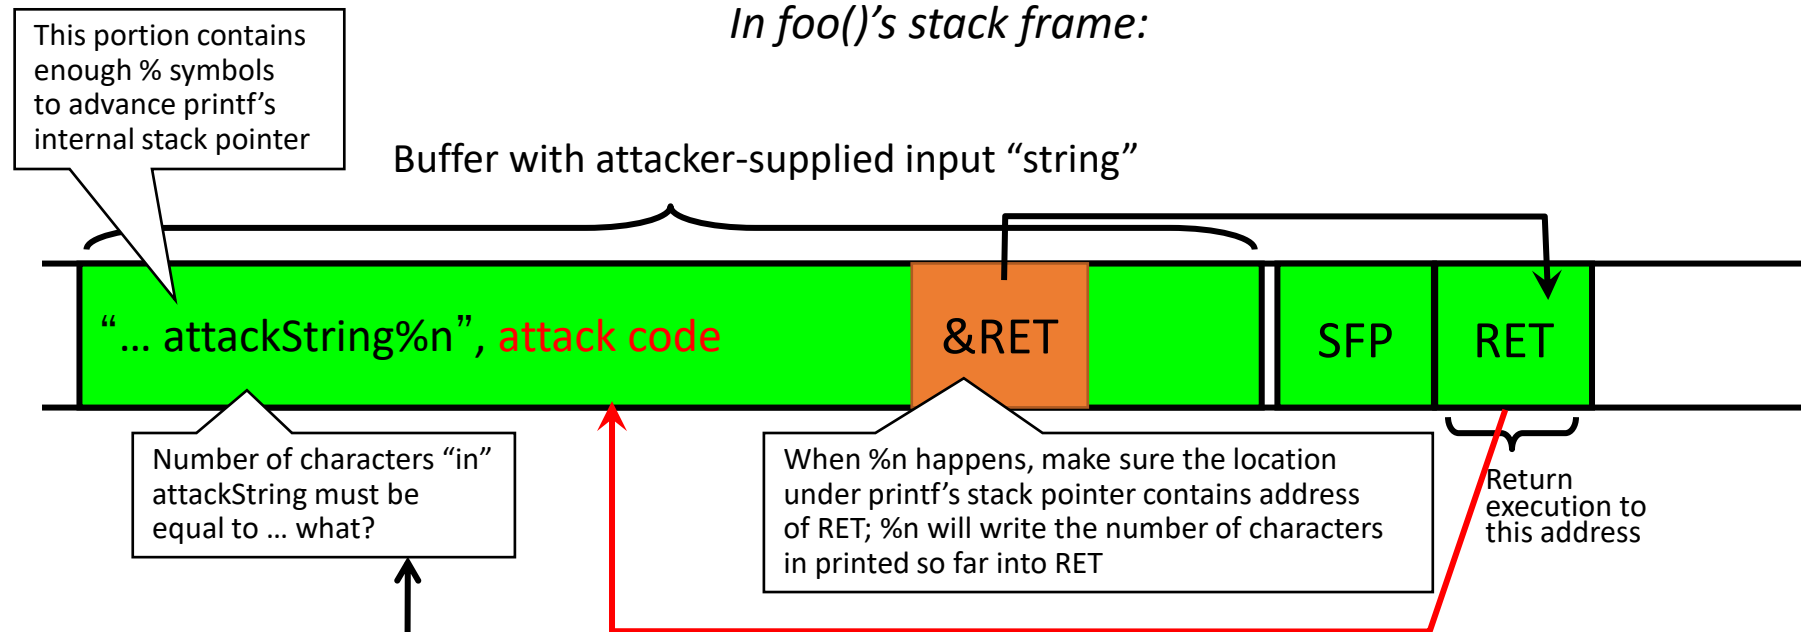 In foo()’s stack frame:
This portion contains
enough % symbols
to advance printf’s
internal stack pointer
Buffer with attacker-supplied input “string”
“… attackString%n”, attack code
&RET
SFP
RET
Number of characters “in”
attackString must be
equal to … what?
When %n happens, make sure the location
under printf’s stack pointer contains address
of RET; %n will write the number of characters
in printed so far into RET
Return
execution to
this address